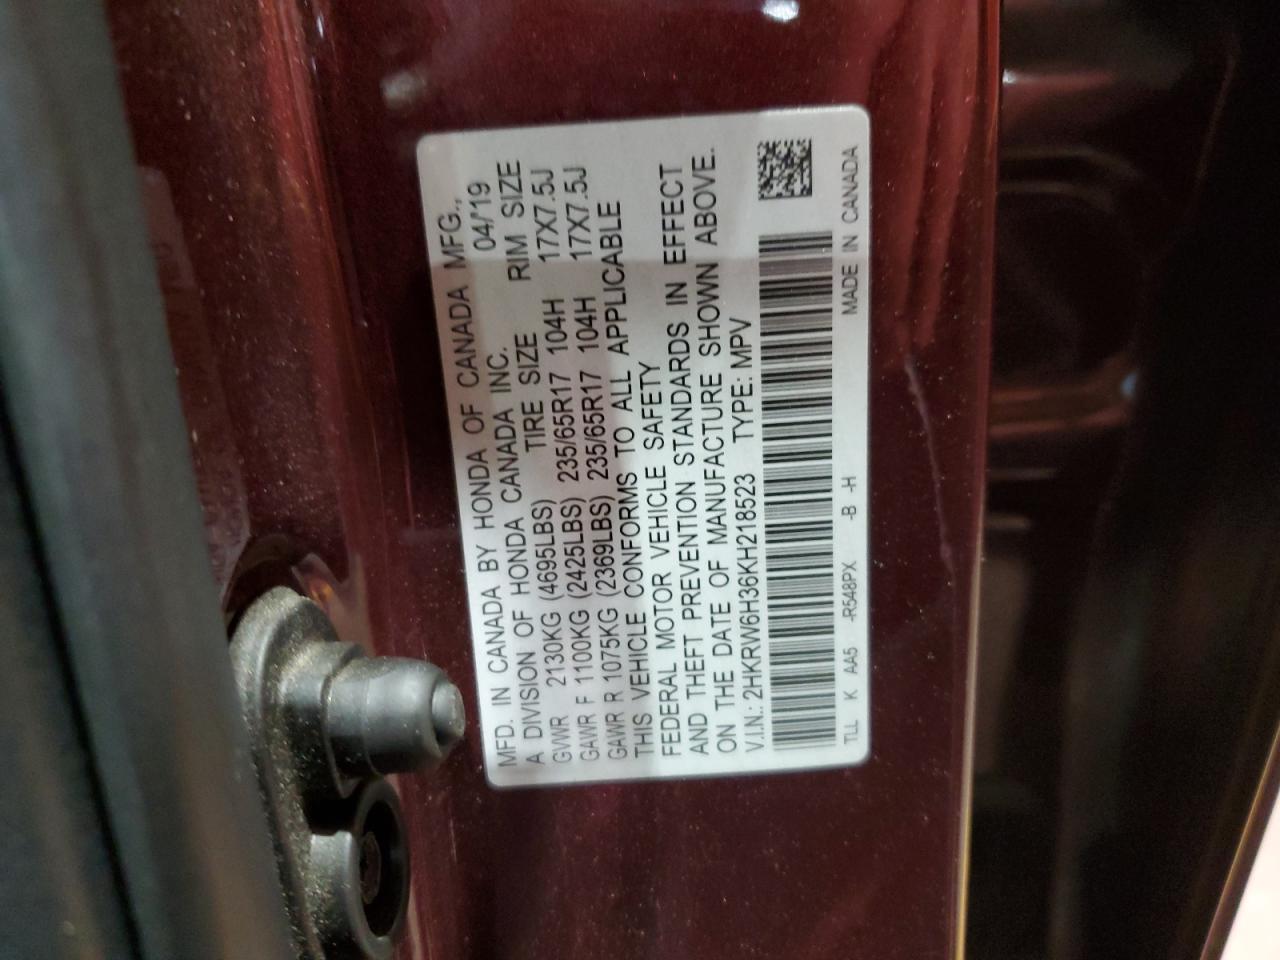 MFD. IN CANADA BY HONDA OF CANADA MFG.,
A DIVISION OF HONDA CANADA INC. 04/'19
GVWR 2130KG (4695LBS) TIRE SIZE RIM SIZE
GAWR F 1100KG (2425LBS) 235/65R17 104H 17X7.5J
GAWR R 1075KG (2369LBS) 235/65R17 104H 17X7.5J
THIS VEHICLE CONFORMS TO ALL APPLICABLE
FEDERAL MOTOR VEHICLE SAFETY
AND THEFT PREVENTION STANDARDS IN EFFECT
ON THE DATE OF MANUFACTURE SHOWN ABOVE.
V.I.N.: 2HKRW6H36KH218523 TYPE: MPV
TLL K AA5 -R548PX -B -H MADE IN CANADA